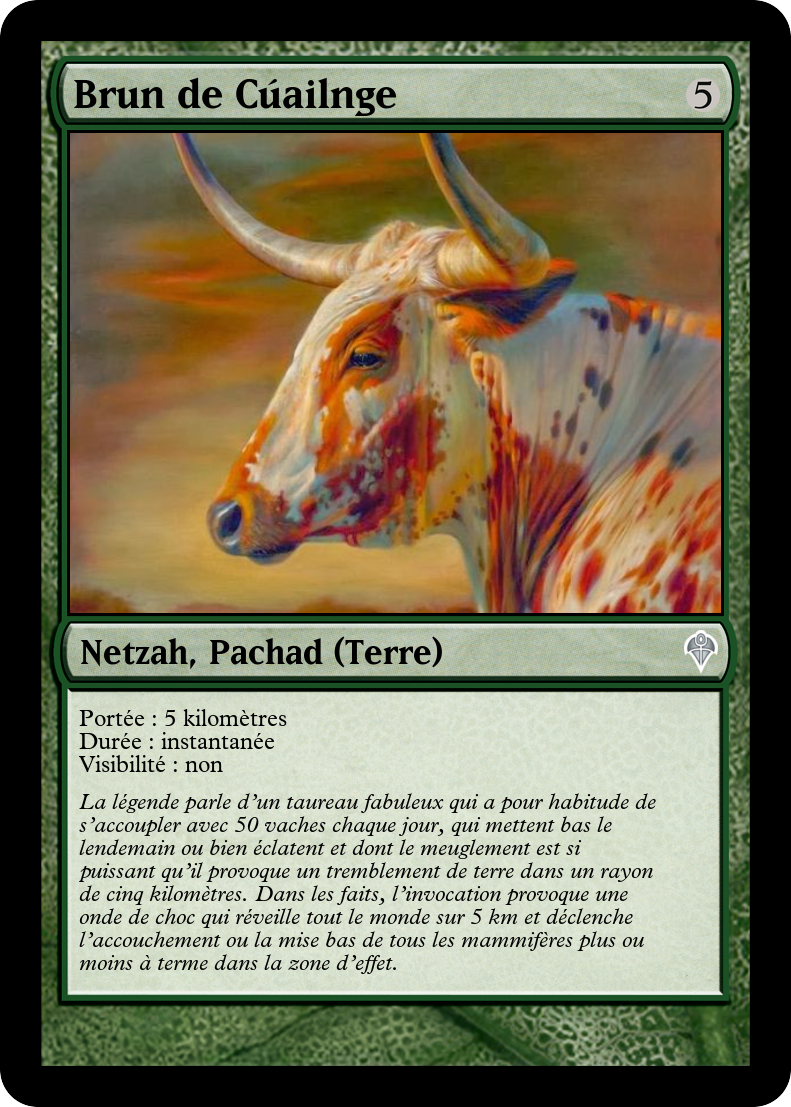 Brun de Cúailnge
5
Netzah, Pachad (Terre)
Portée : 5 kilomètres
Durée : instantanée
Visibilité : non
La légende parle d'un taureau fabuleux qui a pour habitude de
s'accoupler avec 50 vaches chaque jour, qui mettent bas le
lendemain ou bien éclatent et dont le meuglement est si
puissant qu'il provoque un tremblement de terre dans un rayon
de cinq kilomètres. Dans les faits, l'invocation provoque une
onde de choc qui réveille tout le monde sur 5 km et déclenche
l'accouchement ou la mise bas de tous les mammifères plus ou
moins à terme dans la zone d'effet.